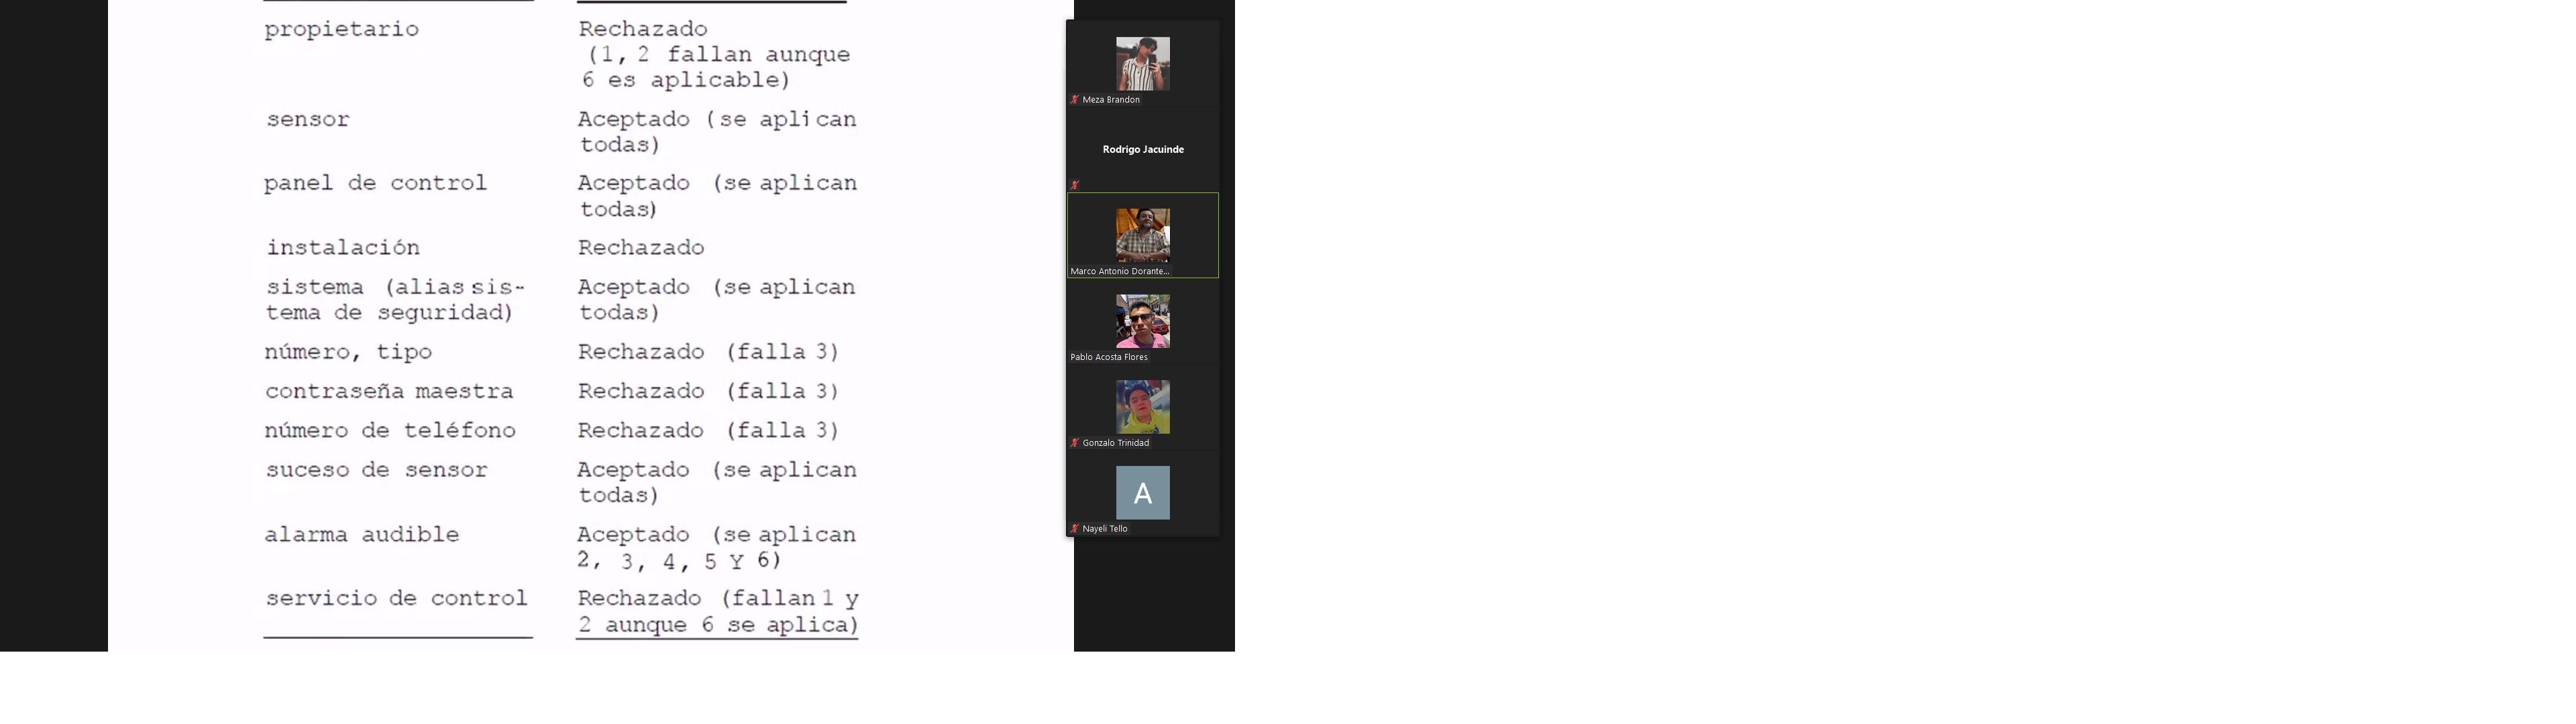 propietario
Rechazado
(1, 2 fallan aunque
6 es aplicable)
sensor
Aceptado (se aplican
todas)
panel de control
Aceptado (se aplican
todas)
instalación
Rechazado
sistema (alias sis-
tema de seguridad)
Aceptado (se aplican
todas)
número, tipo
Rechazado (falla 3)
contraseña maestra
Rechazado (falla 3)
número de teléfono
Rechazado (falla 3)
suceso de sensor
Aceptado (se aplican
todas)
alarma audible
Aceptado (se aplican
2, 3, 4, 5 Y 6)
servicio de control
Rechazado (fallan 1 y
2 aunque 6 se aplica)
Meza Brandon
Rodrigo Jacuinde
Marco Antonio Dorante...
Pablo Acosta Flores
Gonzalo Trinidad
A
Nayeli Tello